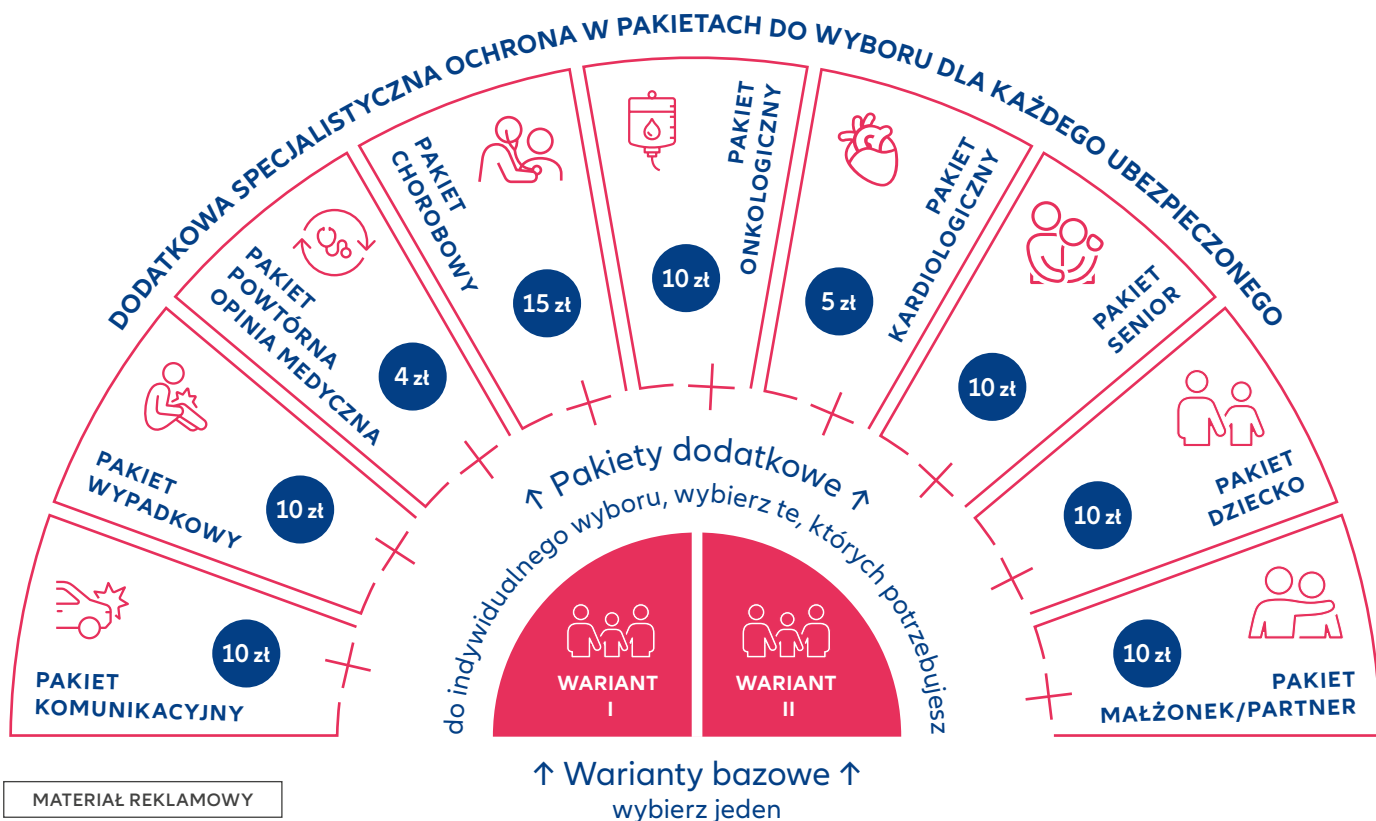 DODATKOWA SPECJALISTYCZNA OCHRONA W PAKIETACH DO WYBORU DLA KAŻDEGO UBEZPIECZONEGO
PAKIET
KOMUNIKACYJNY
10 zł
PAKIET
WYPADKOWY
10 zł
PAKIET
POWTÓRNA
OPINIA MEDYCZNA
4 zł
PAKIET
CHOROBOWY
15 zł
PAKIET
ONKOLOGICZNY
10 zł
PAKIET
KARDIOLOGICZNY
5 zł
PAKIET
SENIOR
10 zł
PAKIET
DZIECKO
10 zł
PAKIET
MAŁŻONEK/PARTNER
10 zł
↑ Pakiety dodatkowe ↑
do indywidualnego wyboru, wybierz te, których potrzebujesz
WARIANT
I
WARIANT
II
↑ Warianty bazowe ↑
wybierz jeden
MATERIAŁ REKLAMOWY